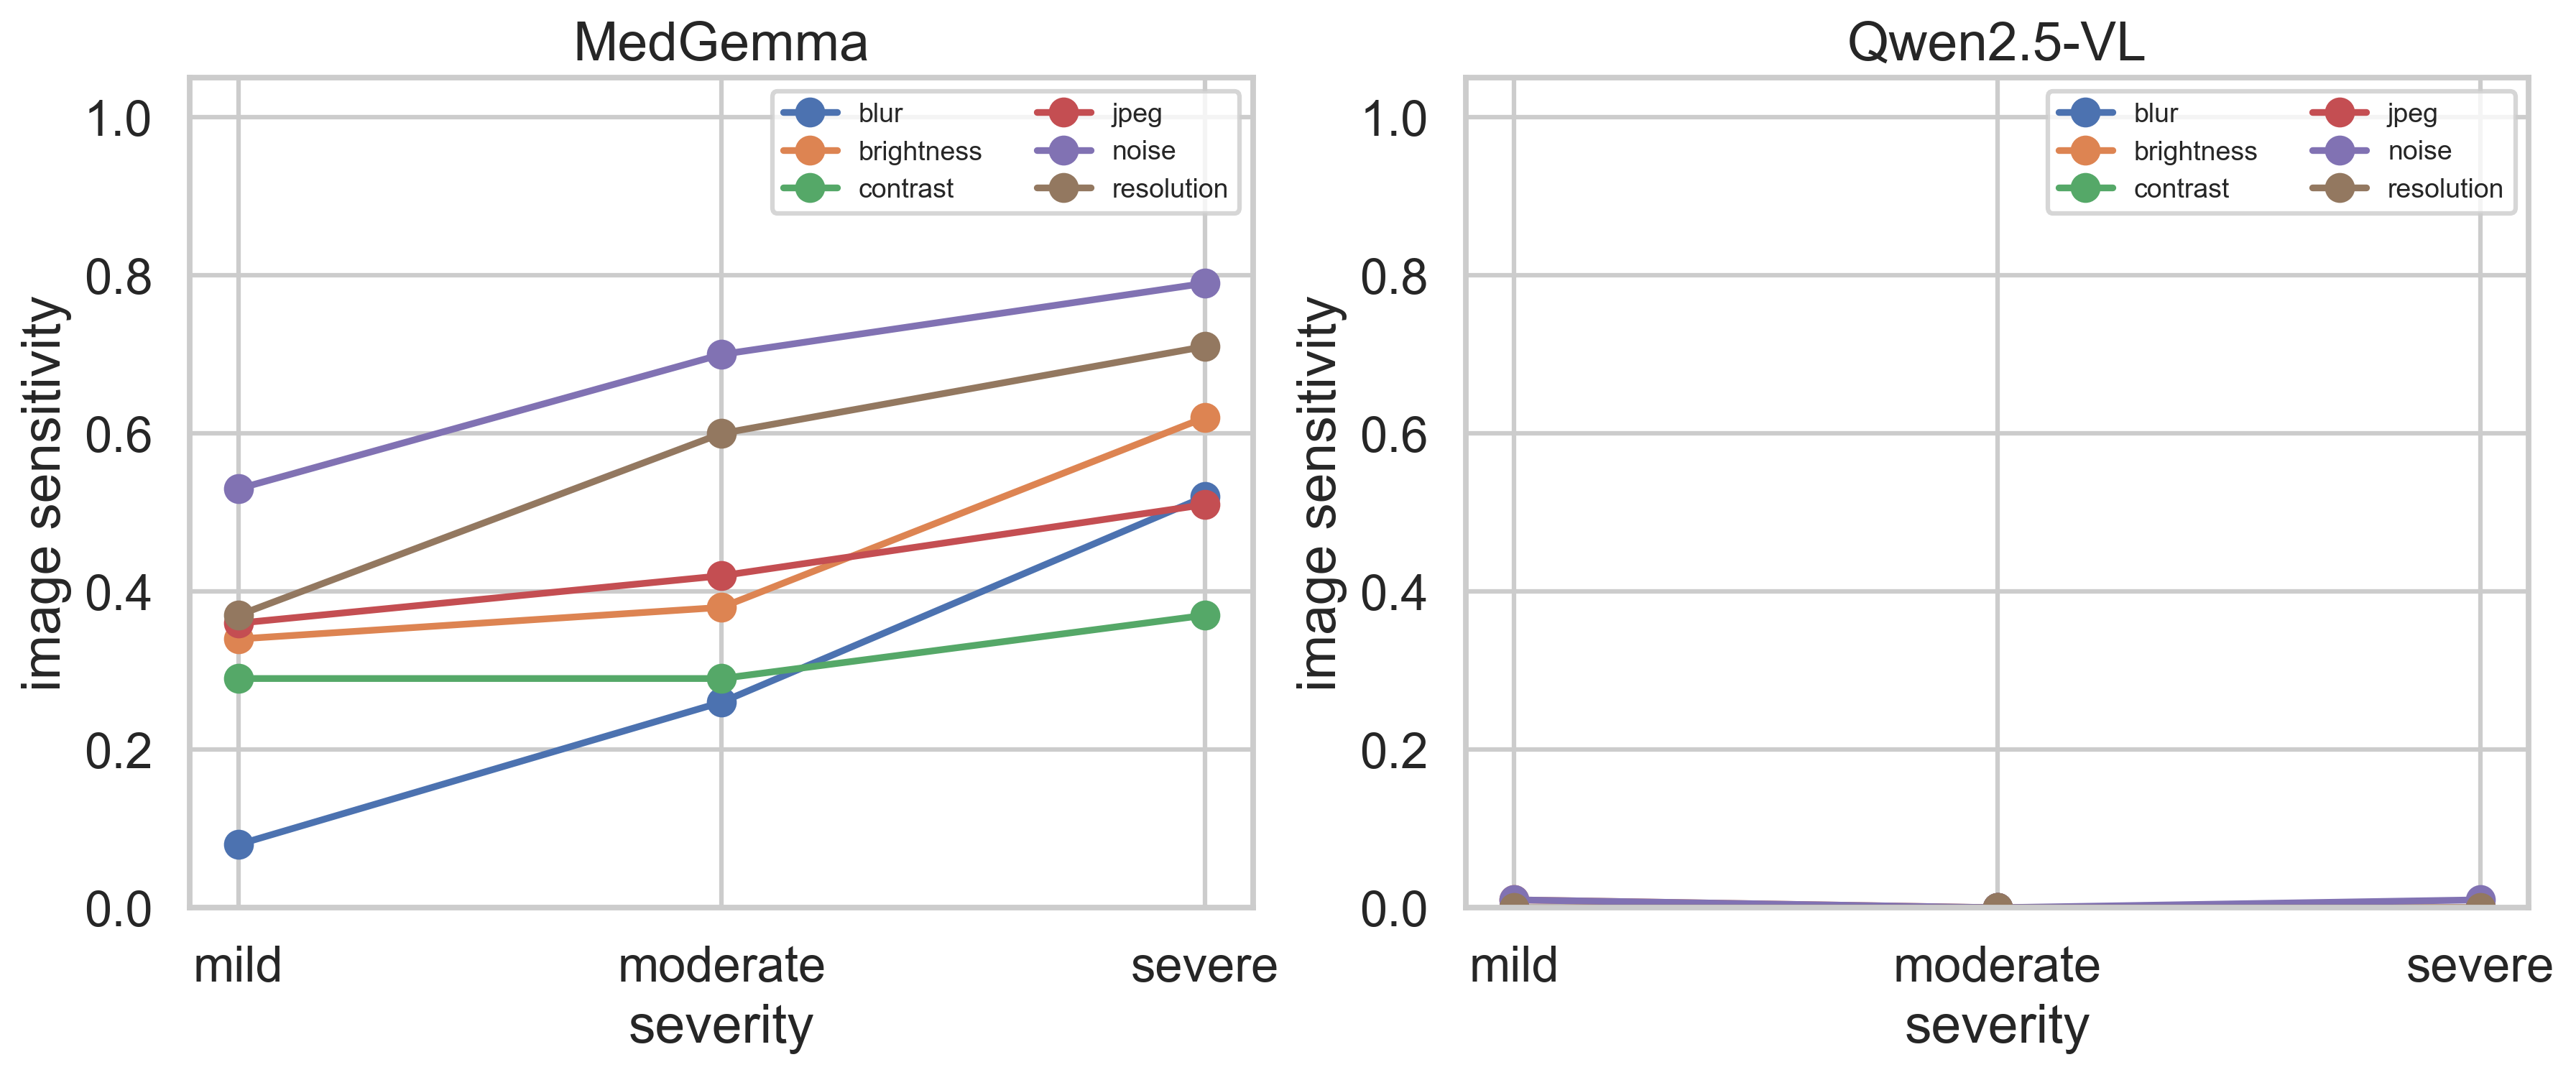 MedGemma
image sensitivity
1.0
0.8
0.6
0.4
0.2
0.0
blur
brightness
contrast
jpeg
noise
resolution
mild
moderate
severe
severity
Qwen2.5-VL
image sensitivity
1.0
0.8
0.6
0.4
0.2
0.0
blur
brightness
contrast
jpeg
noise
resolution
mild
moderate
severe
severity